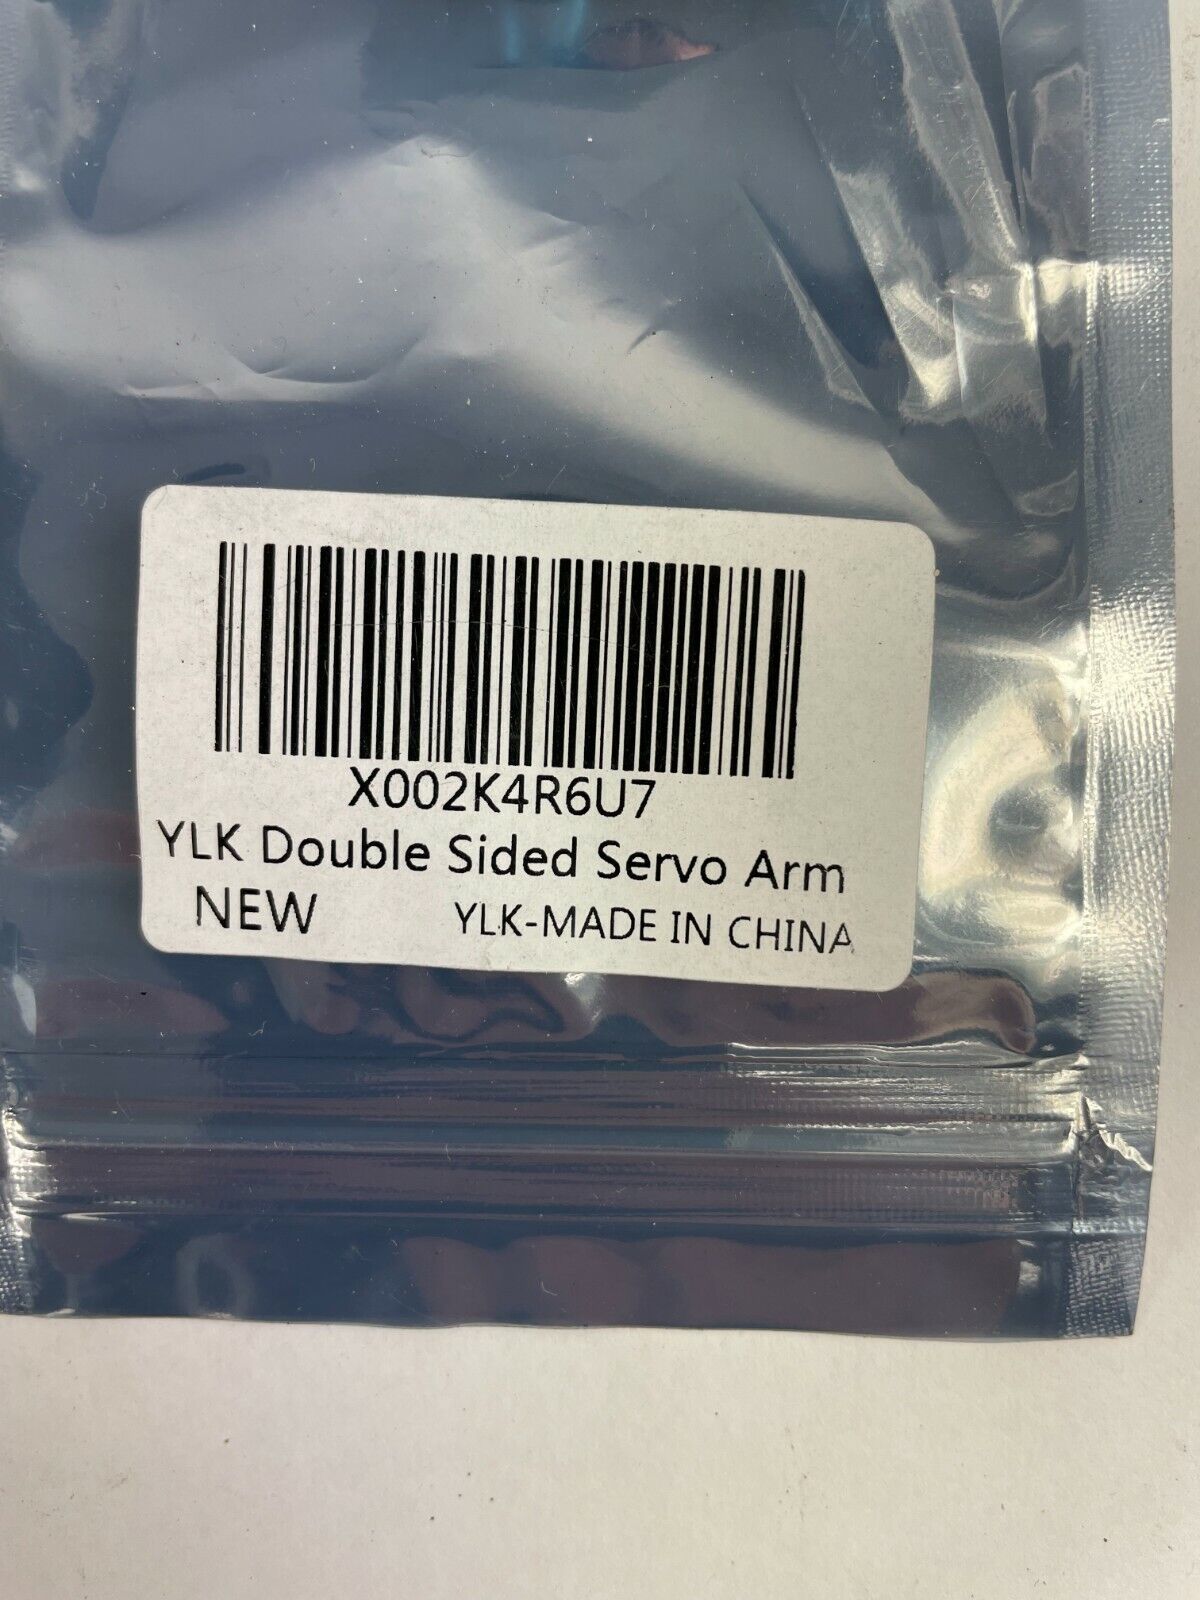 X002K4R6U7
YLK Double Sided Servo Arm
NEW YLK-MADE IN CHINA